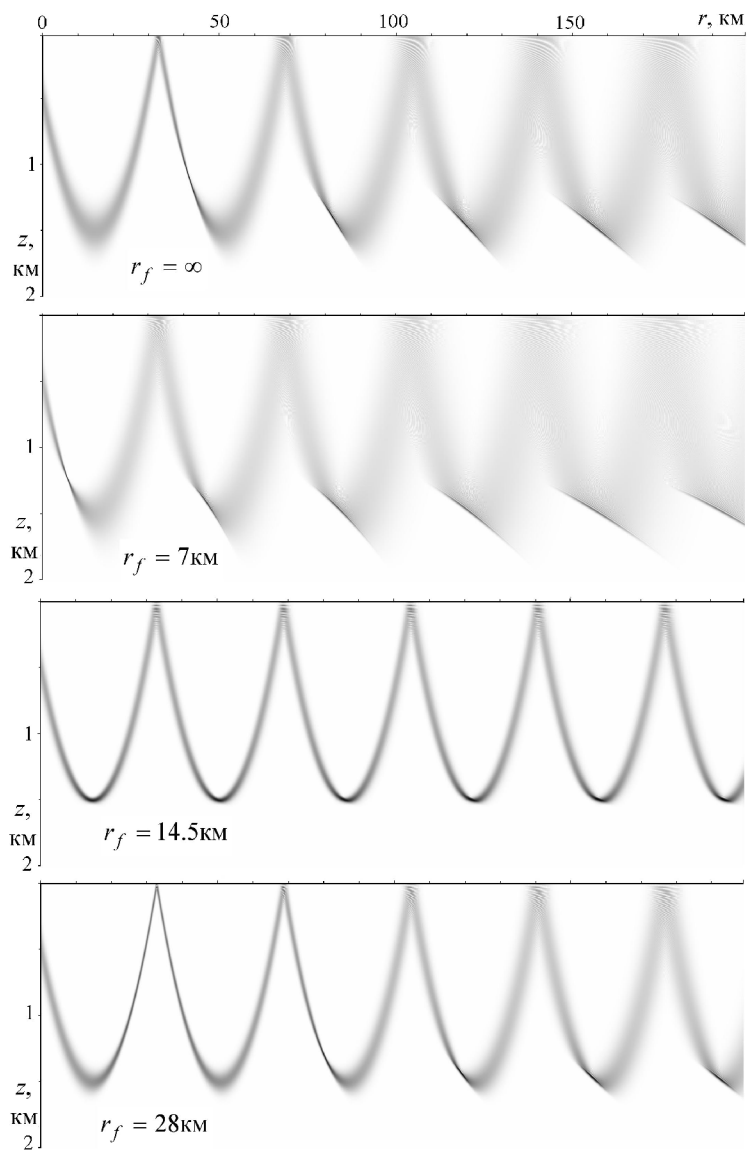 0 50 100 150 r, км
1
z,
км
2
r_f = ∞
1
z,
км
2
r_f = 7км
1
z,
км
2
r_f = 14.5км
1
z,
км
2
r_f = 28км